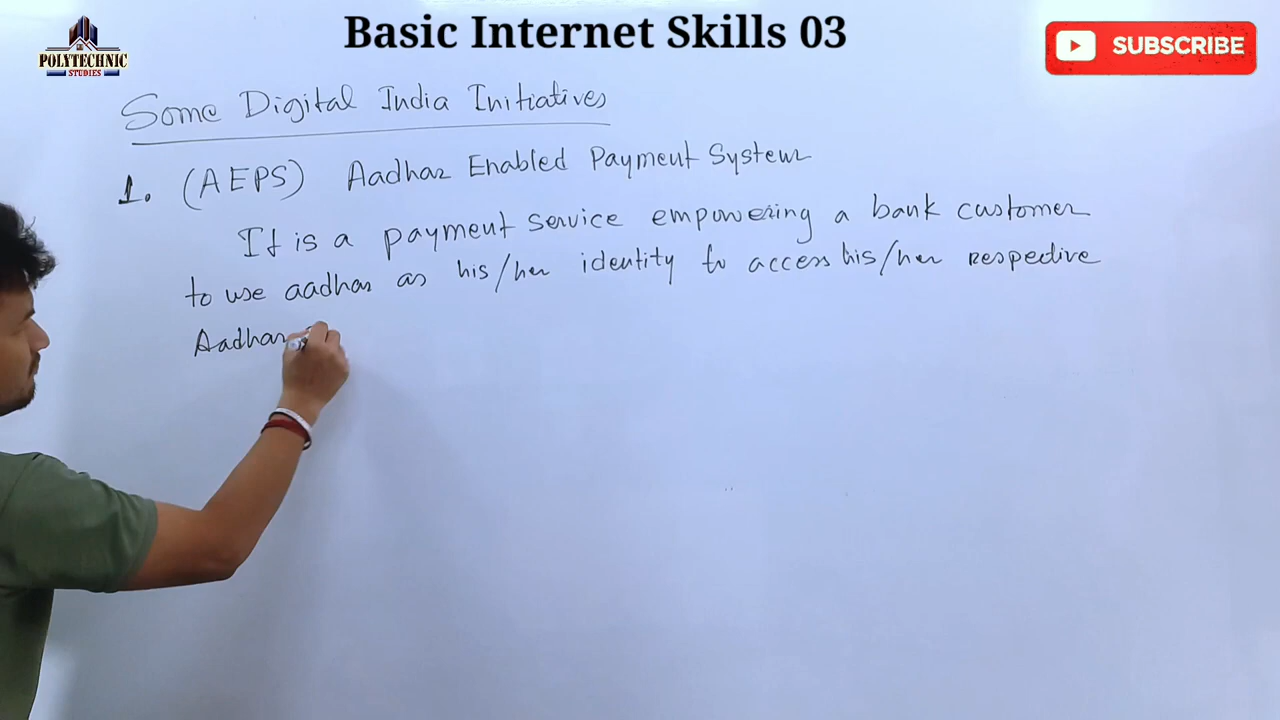 Basic Internet Skills 03
POLYTECHNIC
STUDIES
SUBSCRIBE
Some Digital India Initiatives
1. (AEPS) Aadhar Enabled Payment System
It is a payment service empowering a bank customer
to use aadhar as his/her identity to access his/her respective
Aadhar